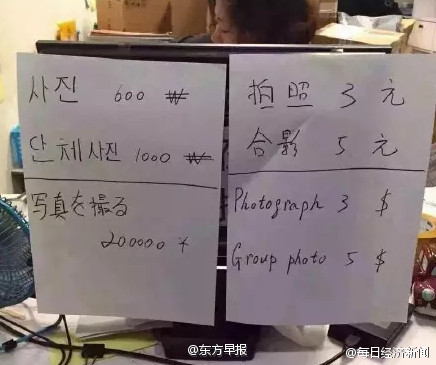 사진 600 ₩
단체사진 1000 ₩
写真を撮る
200000 ¥
拍照 3 元
合影 5 元
Photograph 3 $
Group photo 5 $
@东方早报
@每日经济新闻